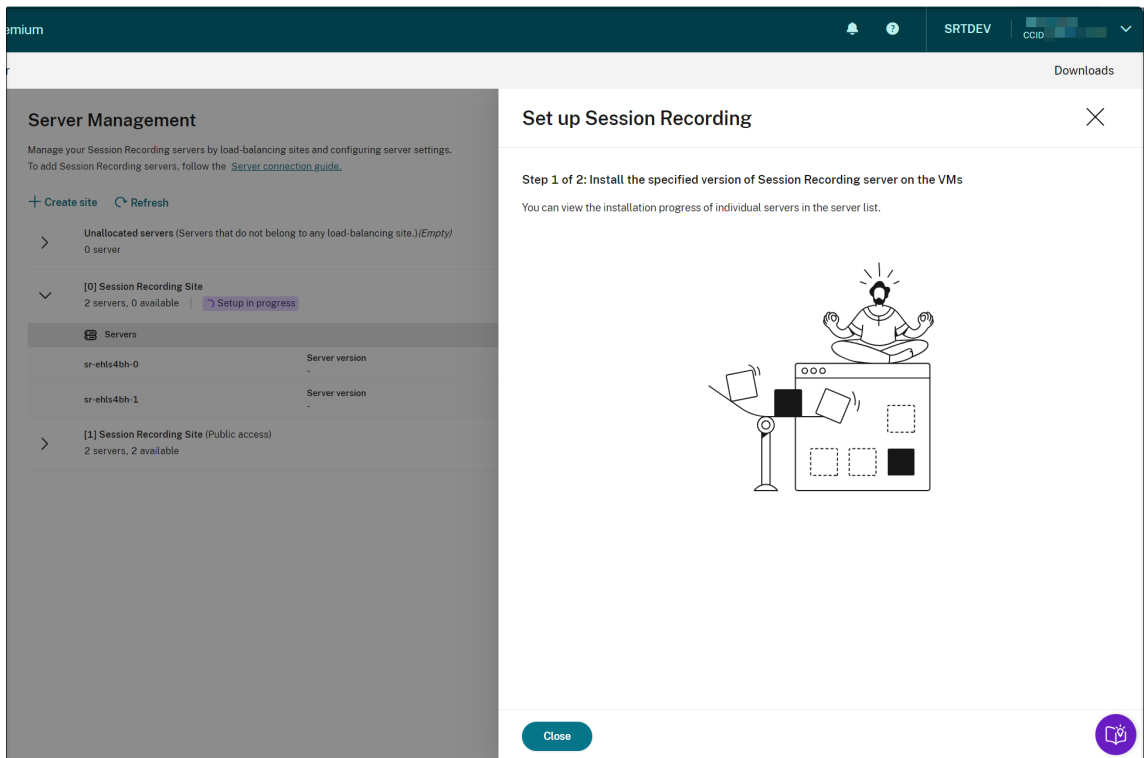 SRTDEV
CCID
Downloads
Server Management
Manage your Session Recording servers by load-balancing sites and configuring server settings.
To add Session Recording servers, follow the Server connection guide.
Create site
Refresh
Unallocated servers (Servers that do not belong to any load-balancing site.)(Empty)
0 server
[0] Session Recording Site
2 servers, 0 available
Setup in progress
Servers
sr-ehls4bh-0
Server version
-
sr-ehls4bh-1
Server version
-
[1] Session Recording Site (Public access)
2 servers, 2 available
Set up Session Recording
Step 1 of 2: Install the specified version of Session Recording server on the VMs
You can view the installation progress of individual servers in the server list.
Close